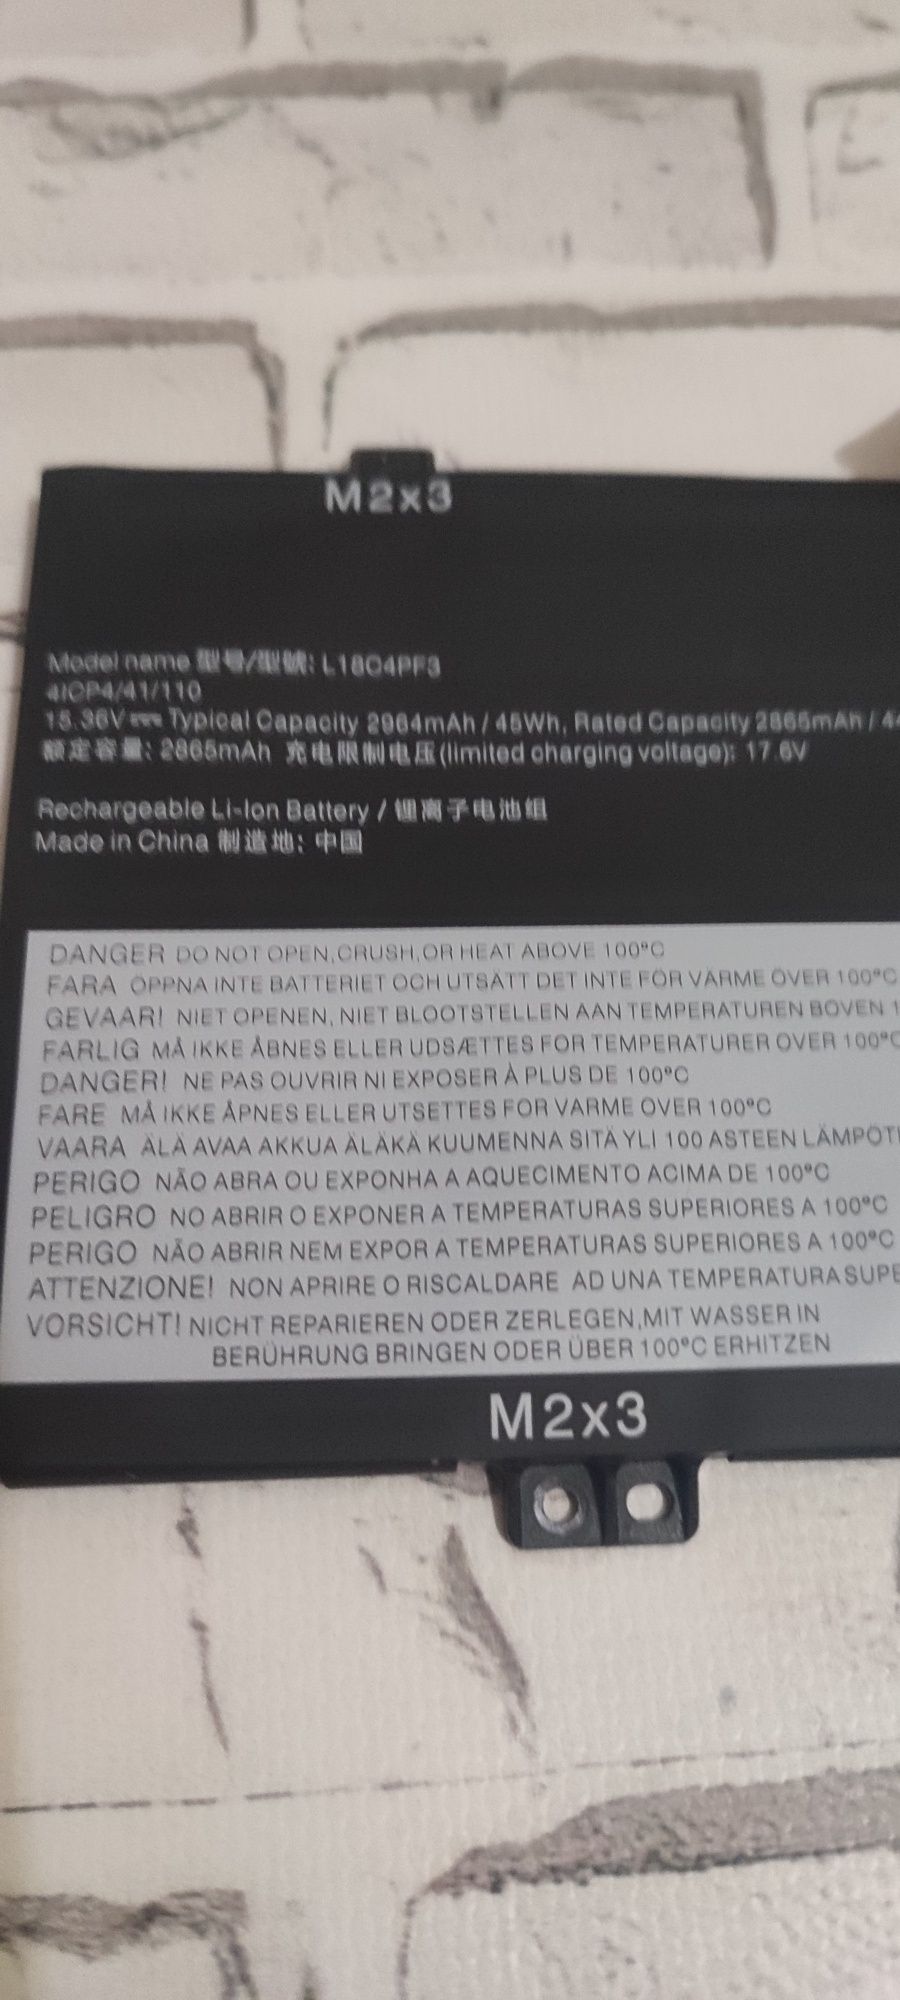 M2x3
Model name 型号/型號: L18C4PF3
4ICP4/41/110
15.36V⎓ Typical Capacity 2964mAh / 45Wh, Rated Capacity 2865mAh / 44
额定容量: 2865mAh 充电限制电压(limited charging voltage): 17.6V
Rechargeable Li-Ion Battery / 锂离子电池组
Made in China 制造地: 中国
DANGER DO NOT OPEN,CRUSH,OR HEAT ABOVE 100°C
FARA ÖPPNA INTE BATTERIET OCH UTSÄTT DET INTE FÖR VÄRME ÖVER 100°C
GEVAAR! NIET OPENEN, NIET BLOOTSTELLEN AAN TEMPERATUREN BOVEN 1
FARLIG MÅ IKKE ÅBNES ELLER UDSÆTTES FOR TEMPERATURER OVER 100°C
DANGER! NE PAS OUVRIR NI EXPOSER À PLUS DE 100°C
FARE MÅ IKKE ÅPNES ELLER UTSETTES FOR VARME OVER 100°C
VAARA ÄLÄ AVAA AKKUA ÄLÄKÄ KUUMENNA SITÄ YLI 100 ASTEEN LÄMPÖTI
PERIGO NÃO ABRA OU EXPONHA A AQUECIMENTO ACIMA DE 100°C
PELIGRO NO ABRIR O EXPONER A TEMPERATURAS SUPERIORES A 100°C
PERIGO NÃO ABRIR NEM EXPOR A TEMPERATURAS SUPERIORES A 100°C
ATTENZIONE! NON APRIRE O RISCALDARE AD UNA TEMPERATURA SUPE
VORSICHT! NICHT REPARIEREN ODER ZERLEGEN,MIT WASSER IN
BERÜHRUNG BRINGEN ODER ÜBER 100°C ERHITZEN
M2x3